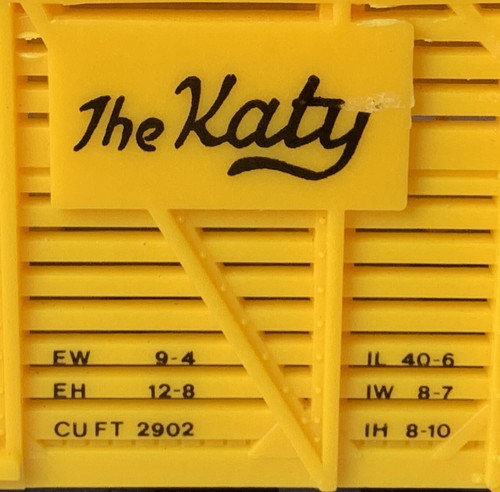 The Katy
EW 9-4
EH 12-8
CU FT 2902
IL 40-6
IW 8-7
IH 8-10